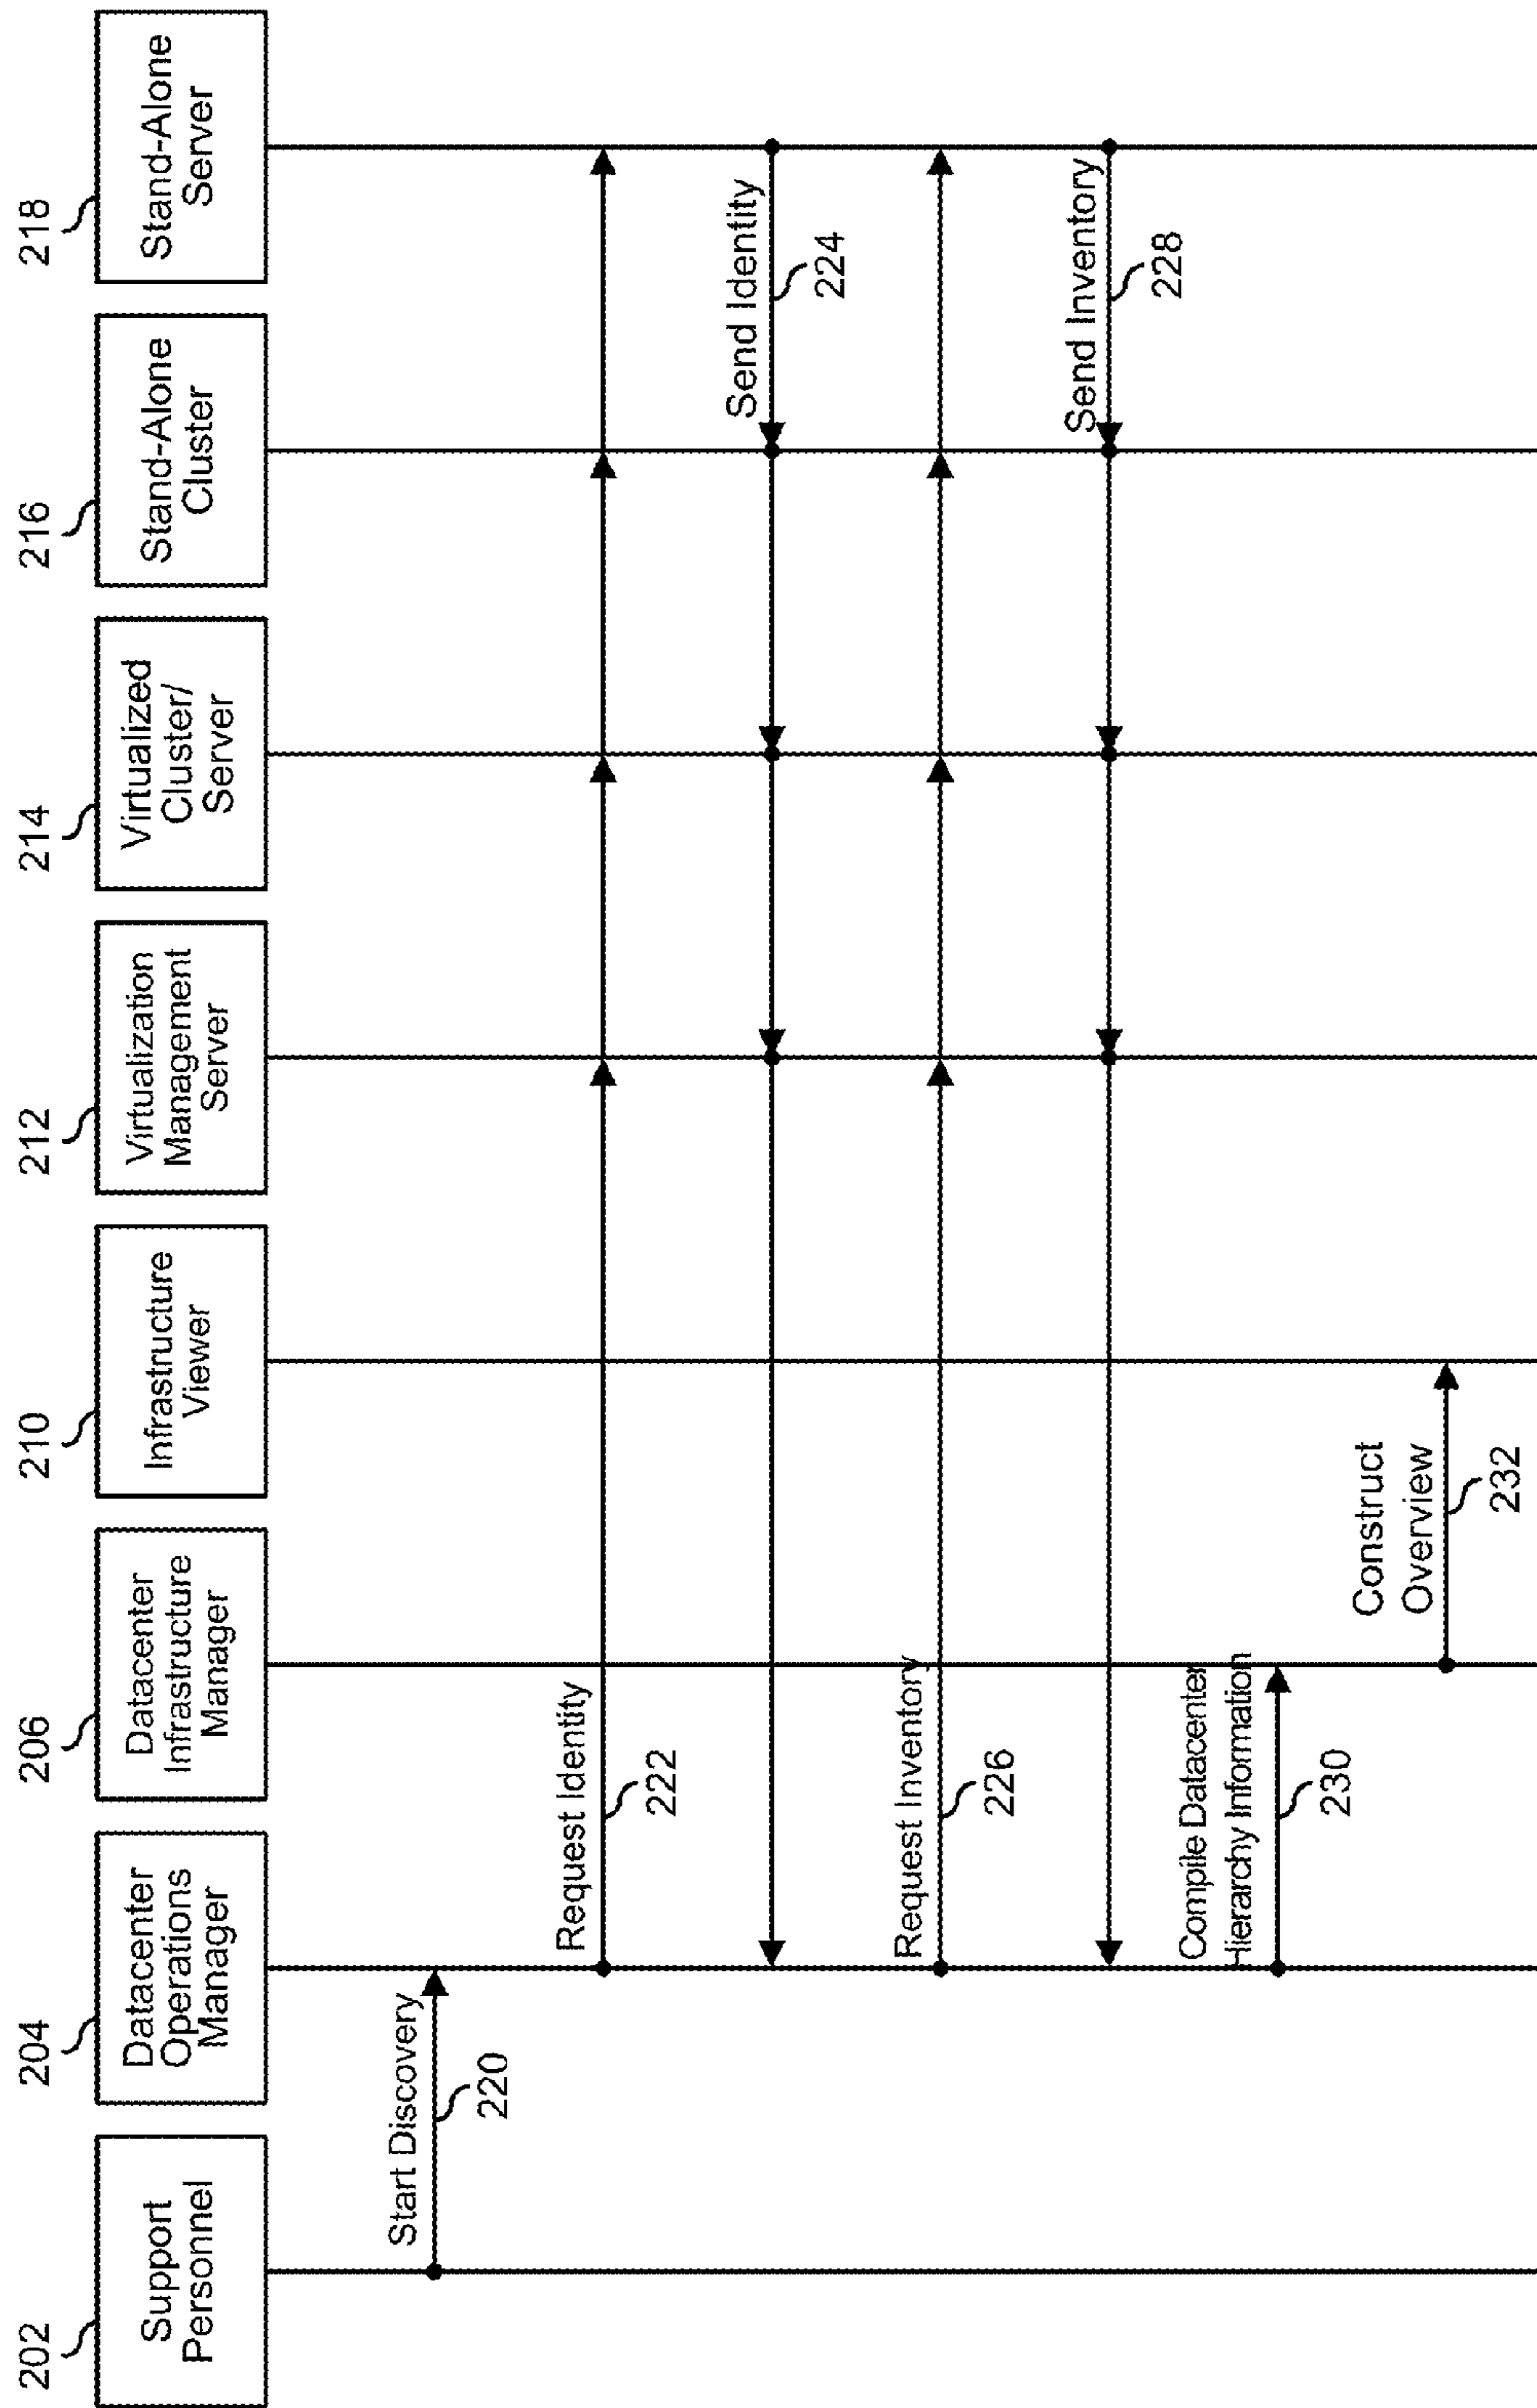 202
204
206
210
212
214
216
218
Support
Personnel
Datacenter
Operations
Manager
Datacenter
Infrastructure
Manager
Infrastructure
Viewer
Virtualization
Management
Server
Virtualized
Cluster/
Server
Stand-Alone
Cluster
Stand-Alone
Server
Start Discovery
220
Request Identity
222
Send Identity
224
Request Inventory
226
Send Inventory
228
Compile Datacenter
Hierarchy Information
230
Construct
Overview
232